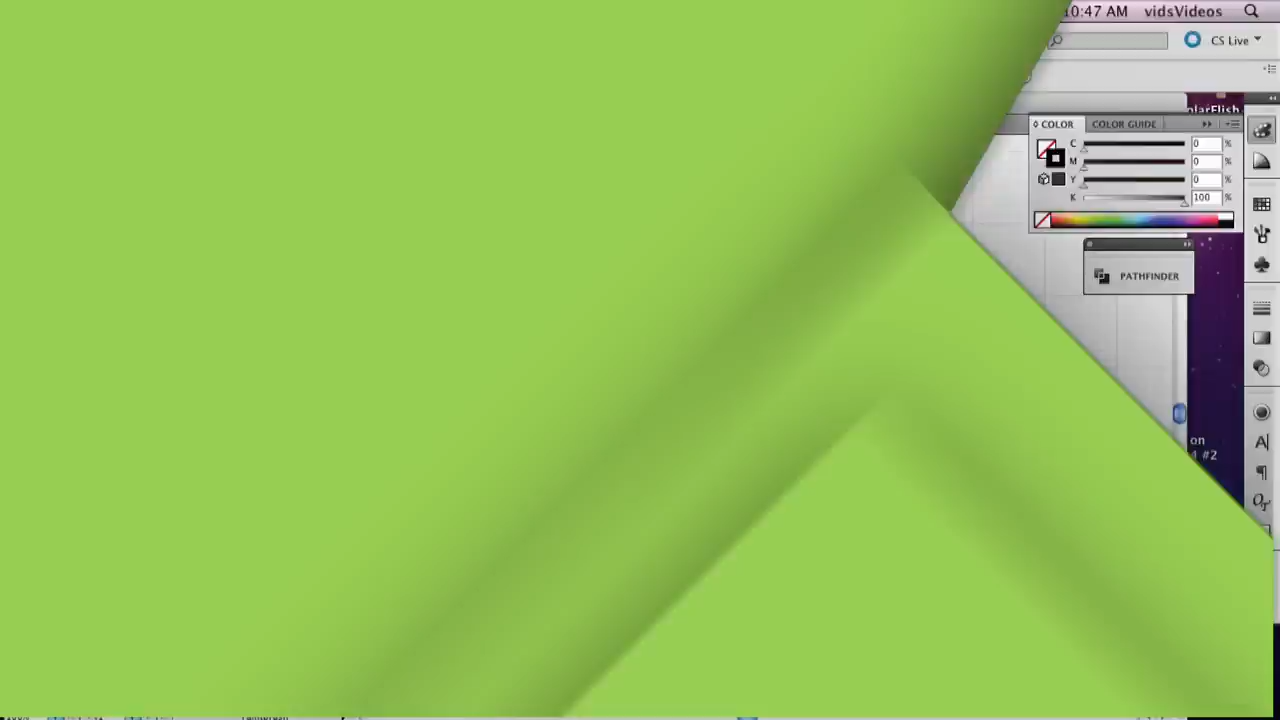 10:47 AM vidsVideos
CS Live
COLOR COLOR GUIDE
C 0 %
M 0 %
Y 0 %
K 100 %
PATHFINDER
on
#2